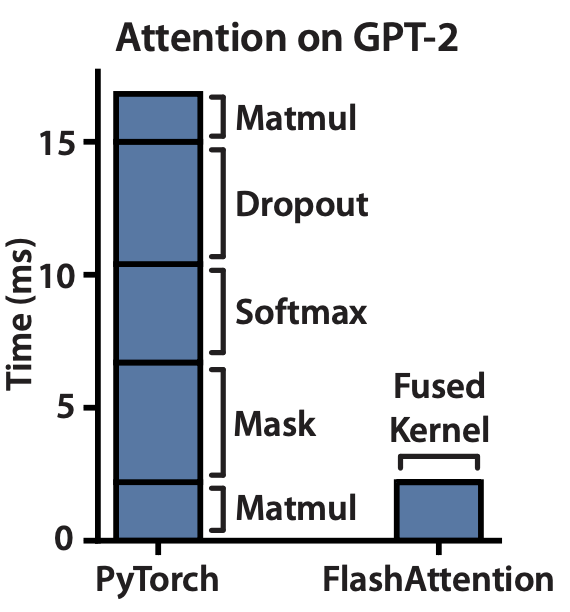 Attention on GPT-2
Time (ms)
15
10
5
0
Matmul
Dropout
Softmax
Mask
Matmul
Fused
Kernel
PyTorch
FlashAttention